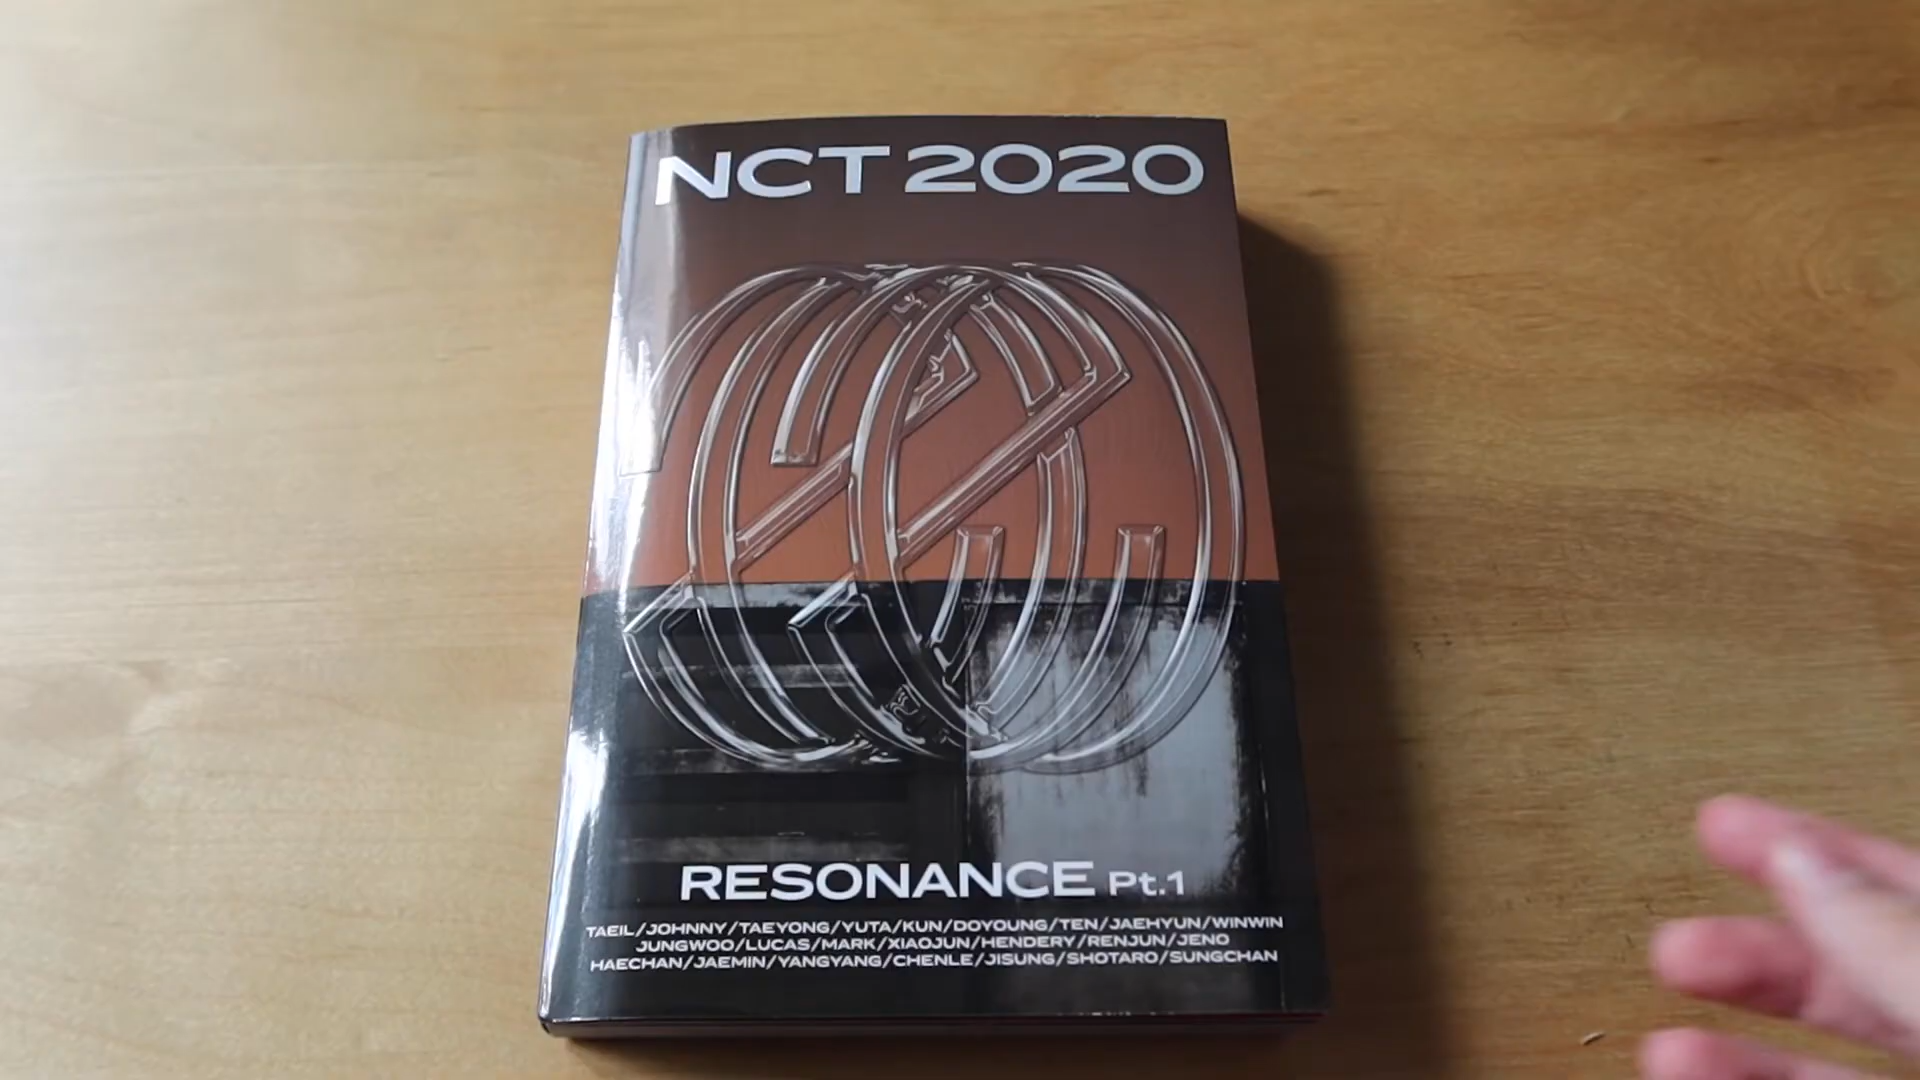 NCT 2020
RESONANCE Pt.1
TAEIL/JOHNNY/TAEYONG/YUTA/KUN/DOYOUNG/TEN/JAEHYUN/WINWIN
JUNGWOO/LUCAS/MARK/XIAOJUN/HENDERY/RENJUN/JENO
HAECHAN/JAEMIN/YANGYANG/CHENLE/JISUNG/SHOTARO/SUNGCHAN